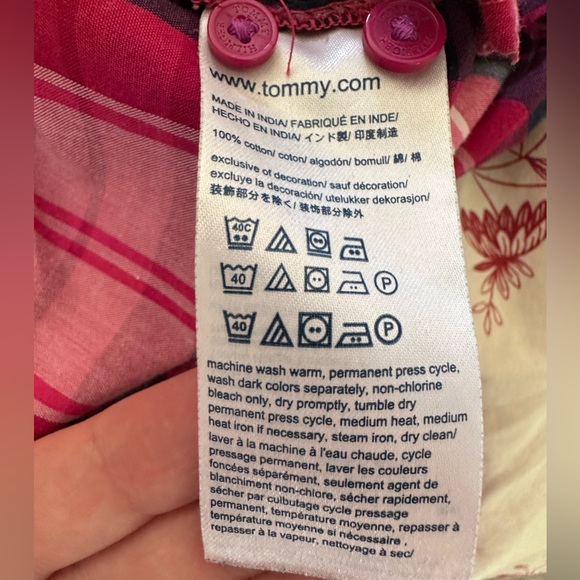 www.tommy.com
MADE IN INDIA/ FABRIQUÉ EN INDE/
HECHO EN INDIA/ インド製/ 印度制造
100% cotton/ coton/ algodón/ bomull/ 綿/ 棉
exclusive of decoration/ sauf décoration/
excluye la decoración/ utelukker dekorasjon/
装飾部分を除く/ 装饰部分除外
40C
40 P
40 P
machine wash warm, permanent press cycle,
wash dark colors separately, non-chlorine
bleach only, dry promptly, tumble dry
permanent press cycle, medium heat, medium
heat iron if necessary, steam iron, dry clean/
laver à la machine à l'eau chaude, cycle
pressage permanent, laver les couleurs
foncées séparément, seulement agent de
blanchiment non-chlore, sécher rapidement,
sécher par culbutage cycle pressage
permanent, température moyenne, repasser à
température moyenne si nécessaire,
repasser à la vapeur, nettoyage à sec/